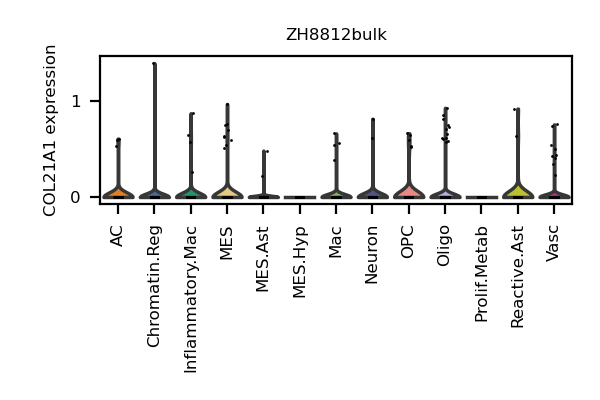 ZH8812bulk
COL21A1 expression
1
0
AC
Chromatin.Reg
Inflammatory.Mac
MES
MES.Ast
MES.Hyp
Mac
Neuron
OPC
Oligo
Prolif.Metab
Reactive.Ast
Vasc